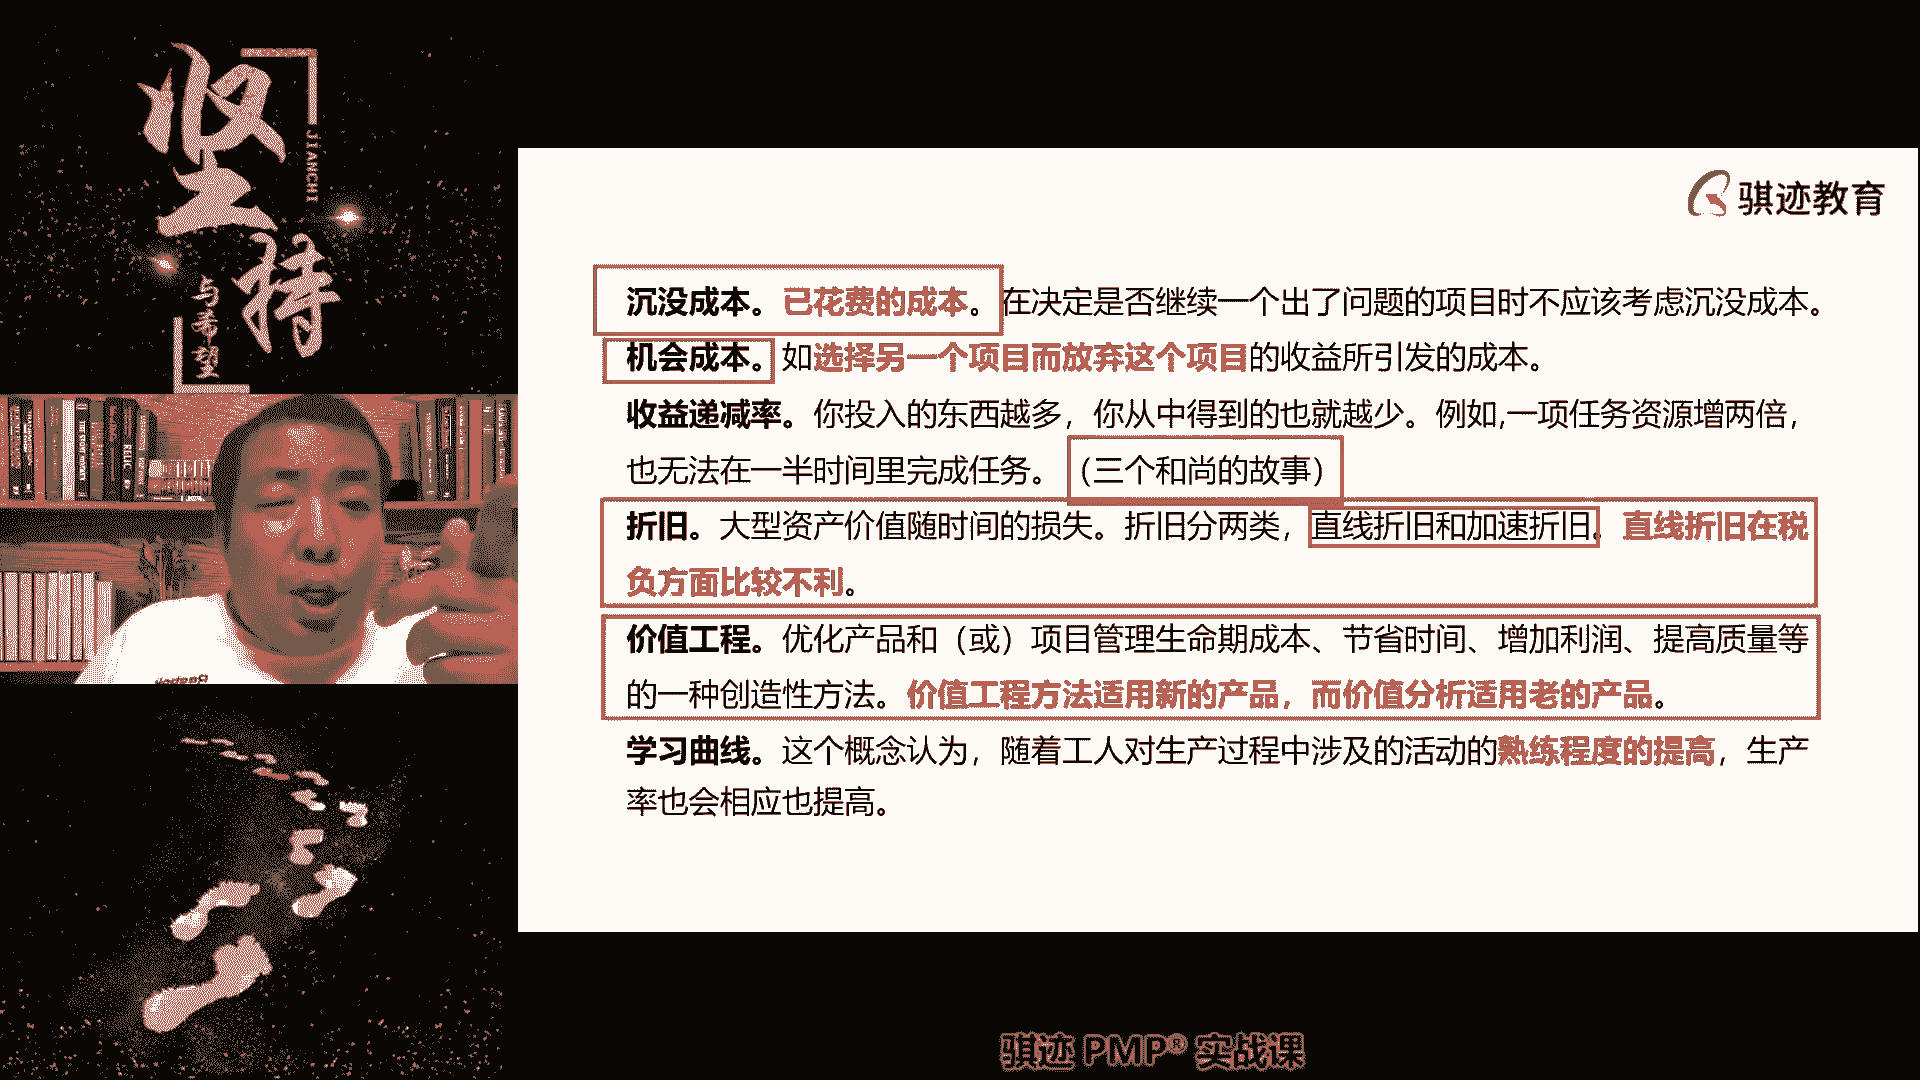 坚持
JIANCHI
与希望
骐迹教育
沉没成本。已花费的成本。在决定是否继续一个出了问题的项目时不应该考虑沉没成本。
机会成本。如选择另一个项目而放弃这个项目的收益所引发的成本。
收益递减率。你投入的东西越多，你从中得到的也就越少。例如,一项任务资源增两倍，
也无法在一半时间里完成任务。（三个和尚的故事）
折旧。大型资产价值随时间的损失。折旧分两类，直线折旧和加速折旧。直线折旧在税
负方面比较不利。
价值工程。优化产品和（或）项目管理生命期成本、节省时间、增加利润、提高质量等
的一种创造性方法。价值工程方法适用新的产品，而价值分析适用老的产品。
学习曲线。这个概念认为，随着工人对生产过程中涉及的活动的熟练程度的提高，生产
率也会相应也提高。
骐迹 PMP® 实战课